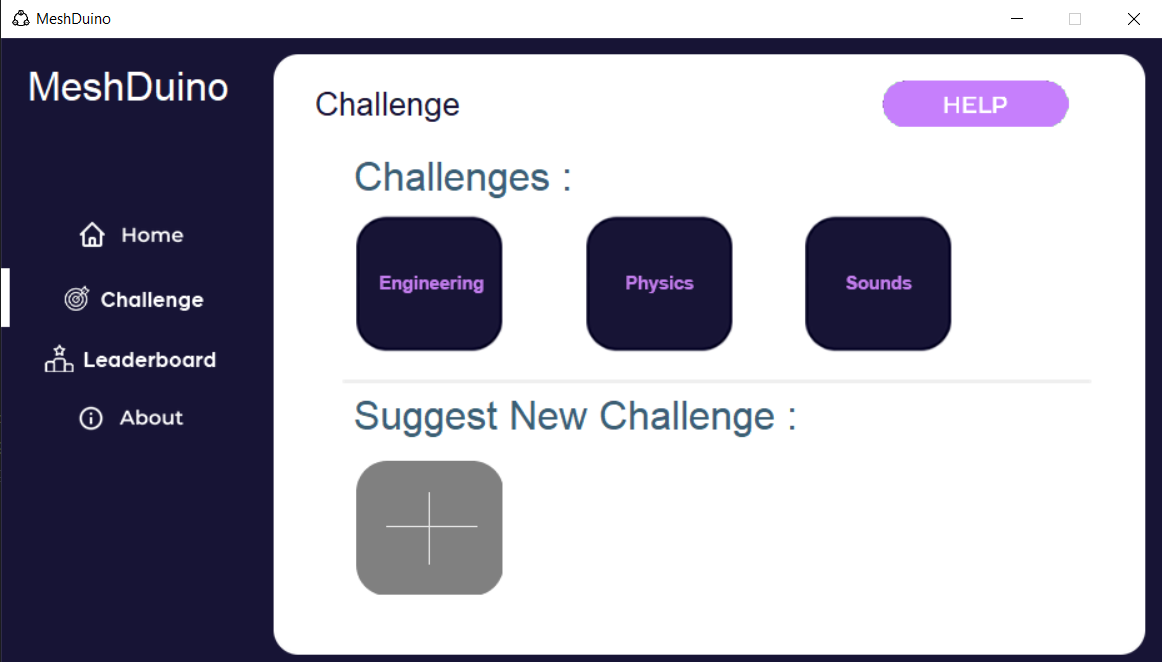 MeshDuino
MeshDuino
Home
Challenge
Leaderboard
About
Challenge
HELP
Challenges :
Engineering
Physics
Sounds
Suggest New Challenge :